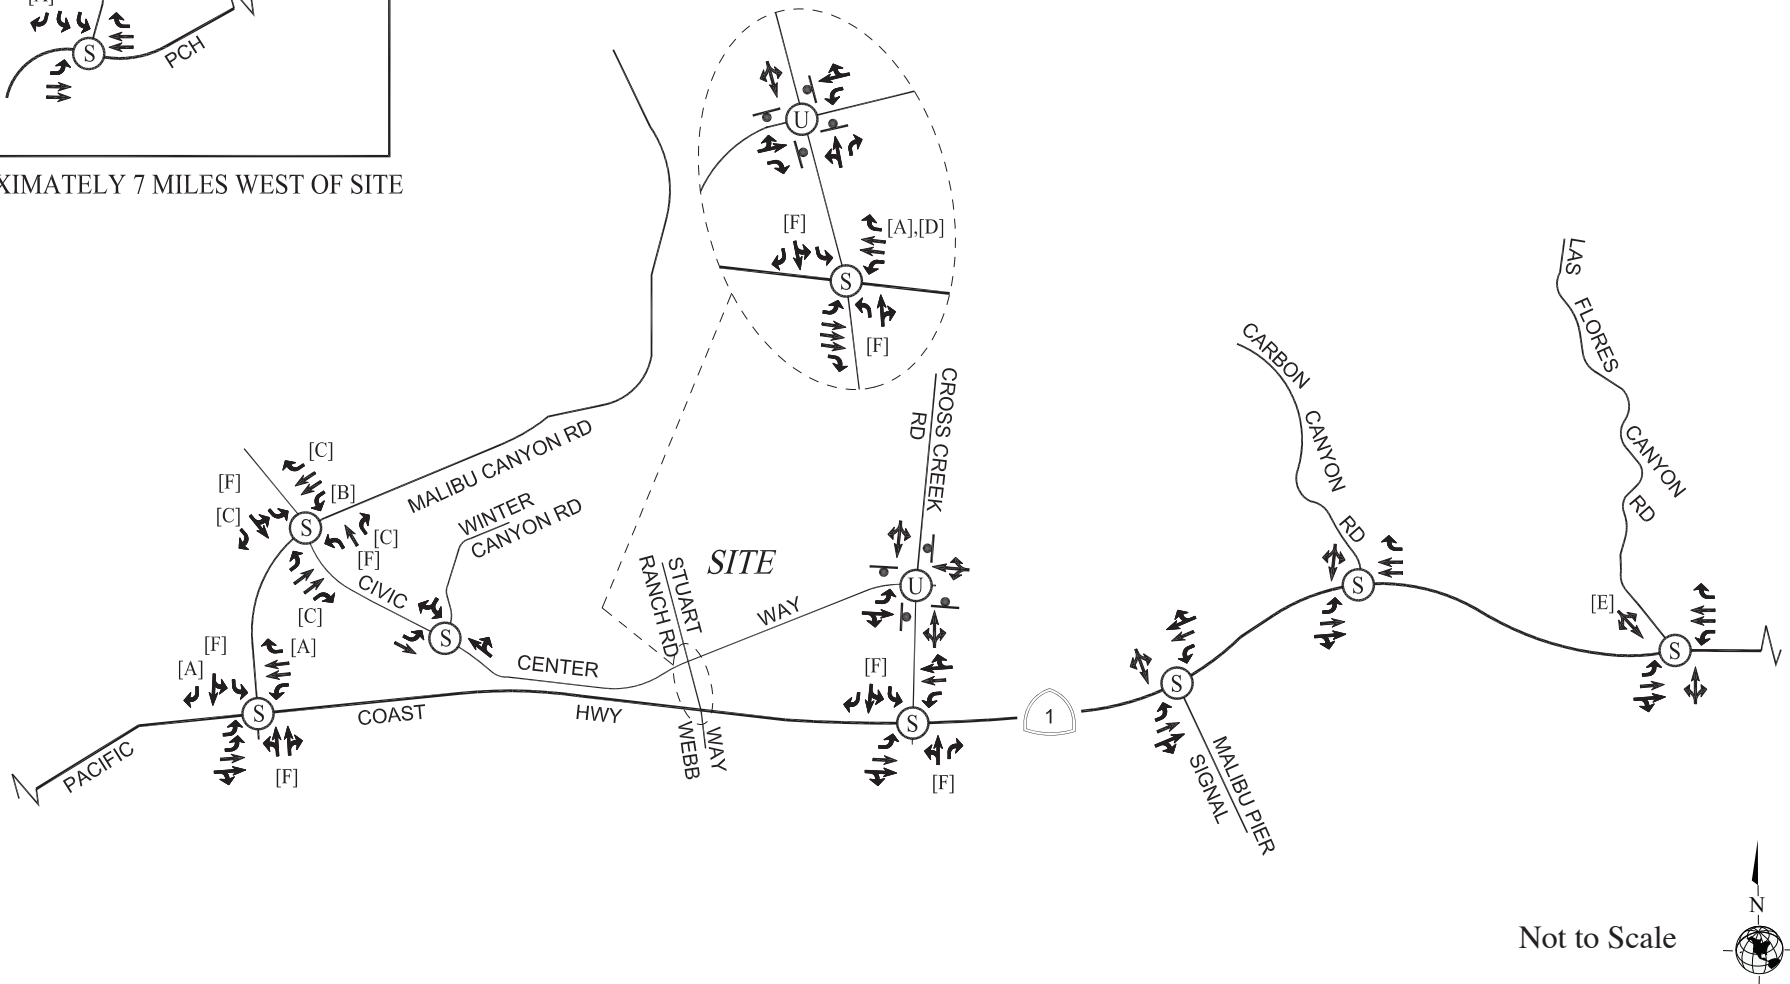 S
PCH
XIMATELY 7 MILES WEST OF SITE
U
[F]
[A],[D]
S
[F]
LAS
FLORES
CANYON
RD
CARBON
CANYON
RD
CROSS CREEK
RD
[C]
[F]
[B]
[C]
S
[C]
[F]
[C]
MALIBU CANYON RD
WINTER
CANYON RD
CIVIC
S
CENTER
WAY
STUART
RANCH RD
SITE
U
[F]
[A]
[A]
S
[F]
PACIFIC
COAST
HWY
WEBB
WAY
[F]
S
[F]
1
S
MALIBU PIER
SIGNAL
S
[E]
S
Not to Scale
N